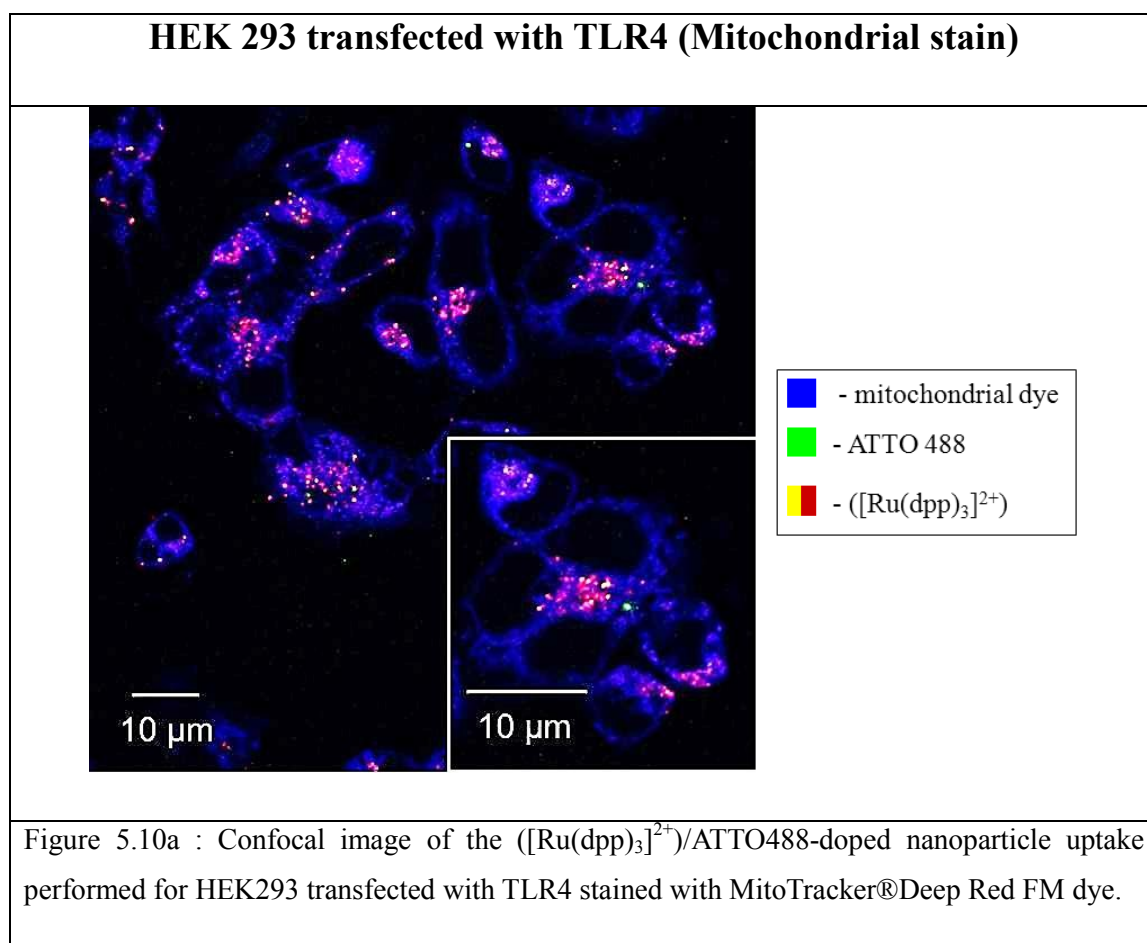 HEK 293 transfected with TLR4 (Mitochondrial stain)
10 µm
10 µm
- mitochondrial dye
- ATTO 488
- ([Ru(dpp)₃]²⁺)
Figure 5.10a : Confocal image of the ([Ru(dpp)₃]²⁺)/ATTO488-doped nanoparticle uptake
performed for HEK293 transfected with TLR4 stained with MitoTracker®Deep Red FM dye.